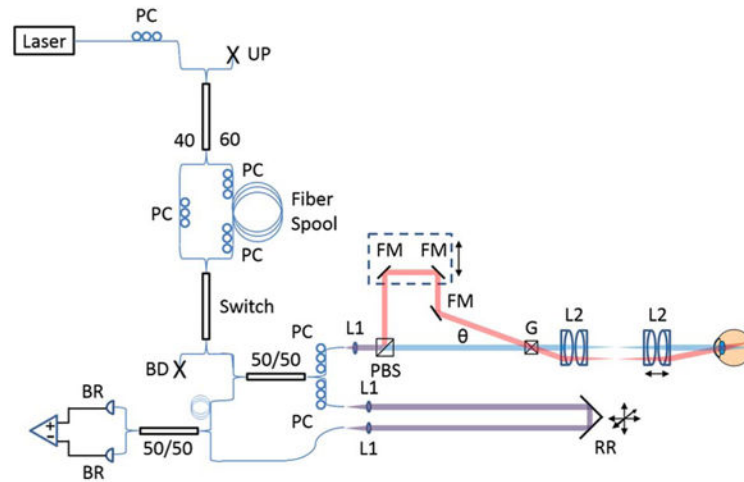 PC
Laser
UP
40 60
PC
PC
Fiber
Spool
PC
Switch
FM FM
FM
G
L2 L2
PC
L1
θ
PBS
BD
50/50
BR
L1
PC
L1
RR
+
-
50/50
BR